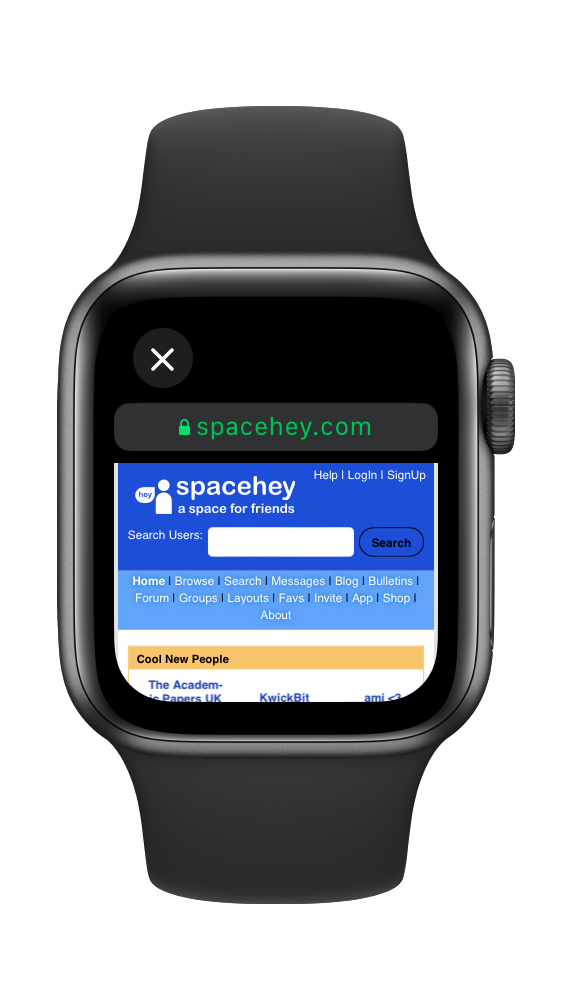 spacehey.com
Help | LogIn | SignUp
hey
spacehey
a space for friends
Search Users:
Search
Home | Browse | Search | Messages | Blog | Bulletins |
Forum | Groups | Layouts | Favs | Invite | App | Shop |
About
Cool New People
The Academ-
ic Papers UK
KwickBit
ami <3